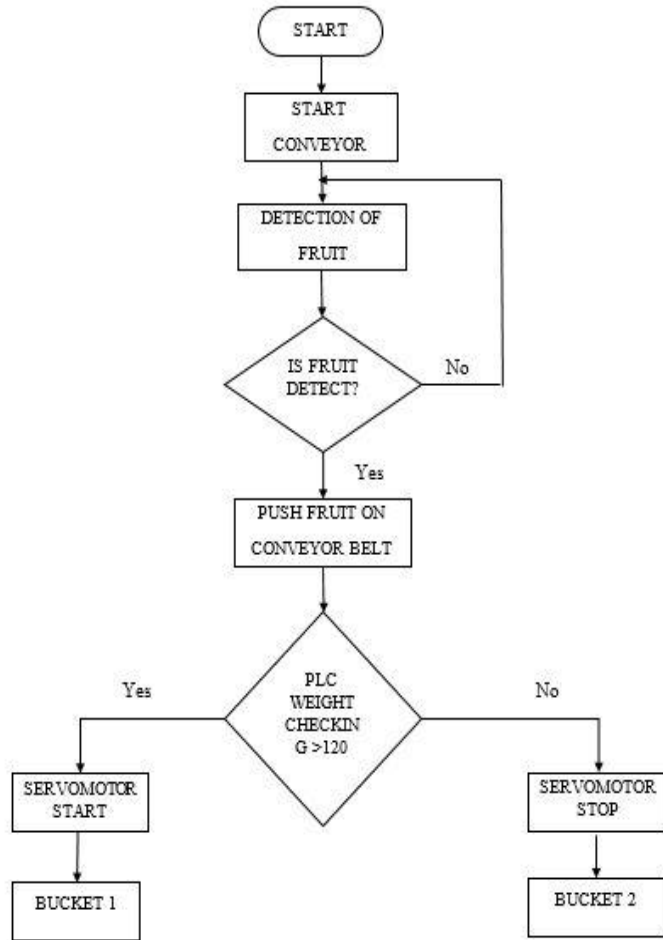 START
START
CONVEYOR
DETECTION OF
FRUIT
IS FRUIT
DETECT?
No
Yes
PUSH FRUIT ON
CONVEYOR BELT
PLC
WEIGHT
CHECKIN
G >120
Yes
No
SERVOMOTOR
START
SERVOMOTOR
STOP
BUCKET 1
BUCKET 2